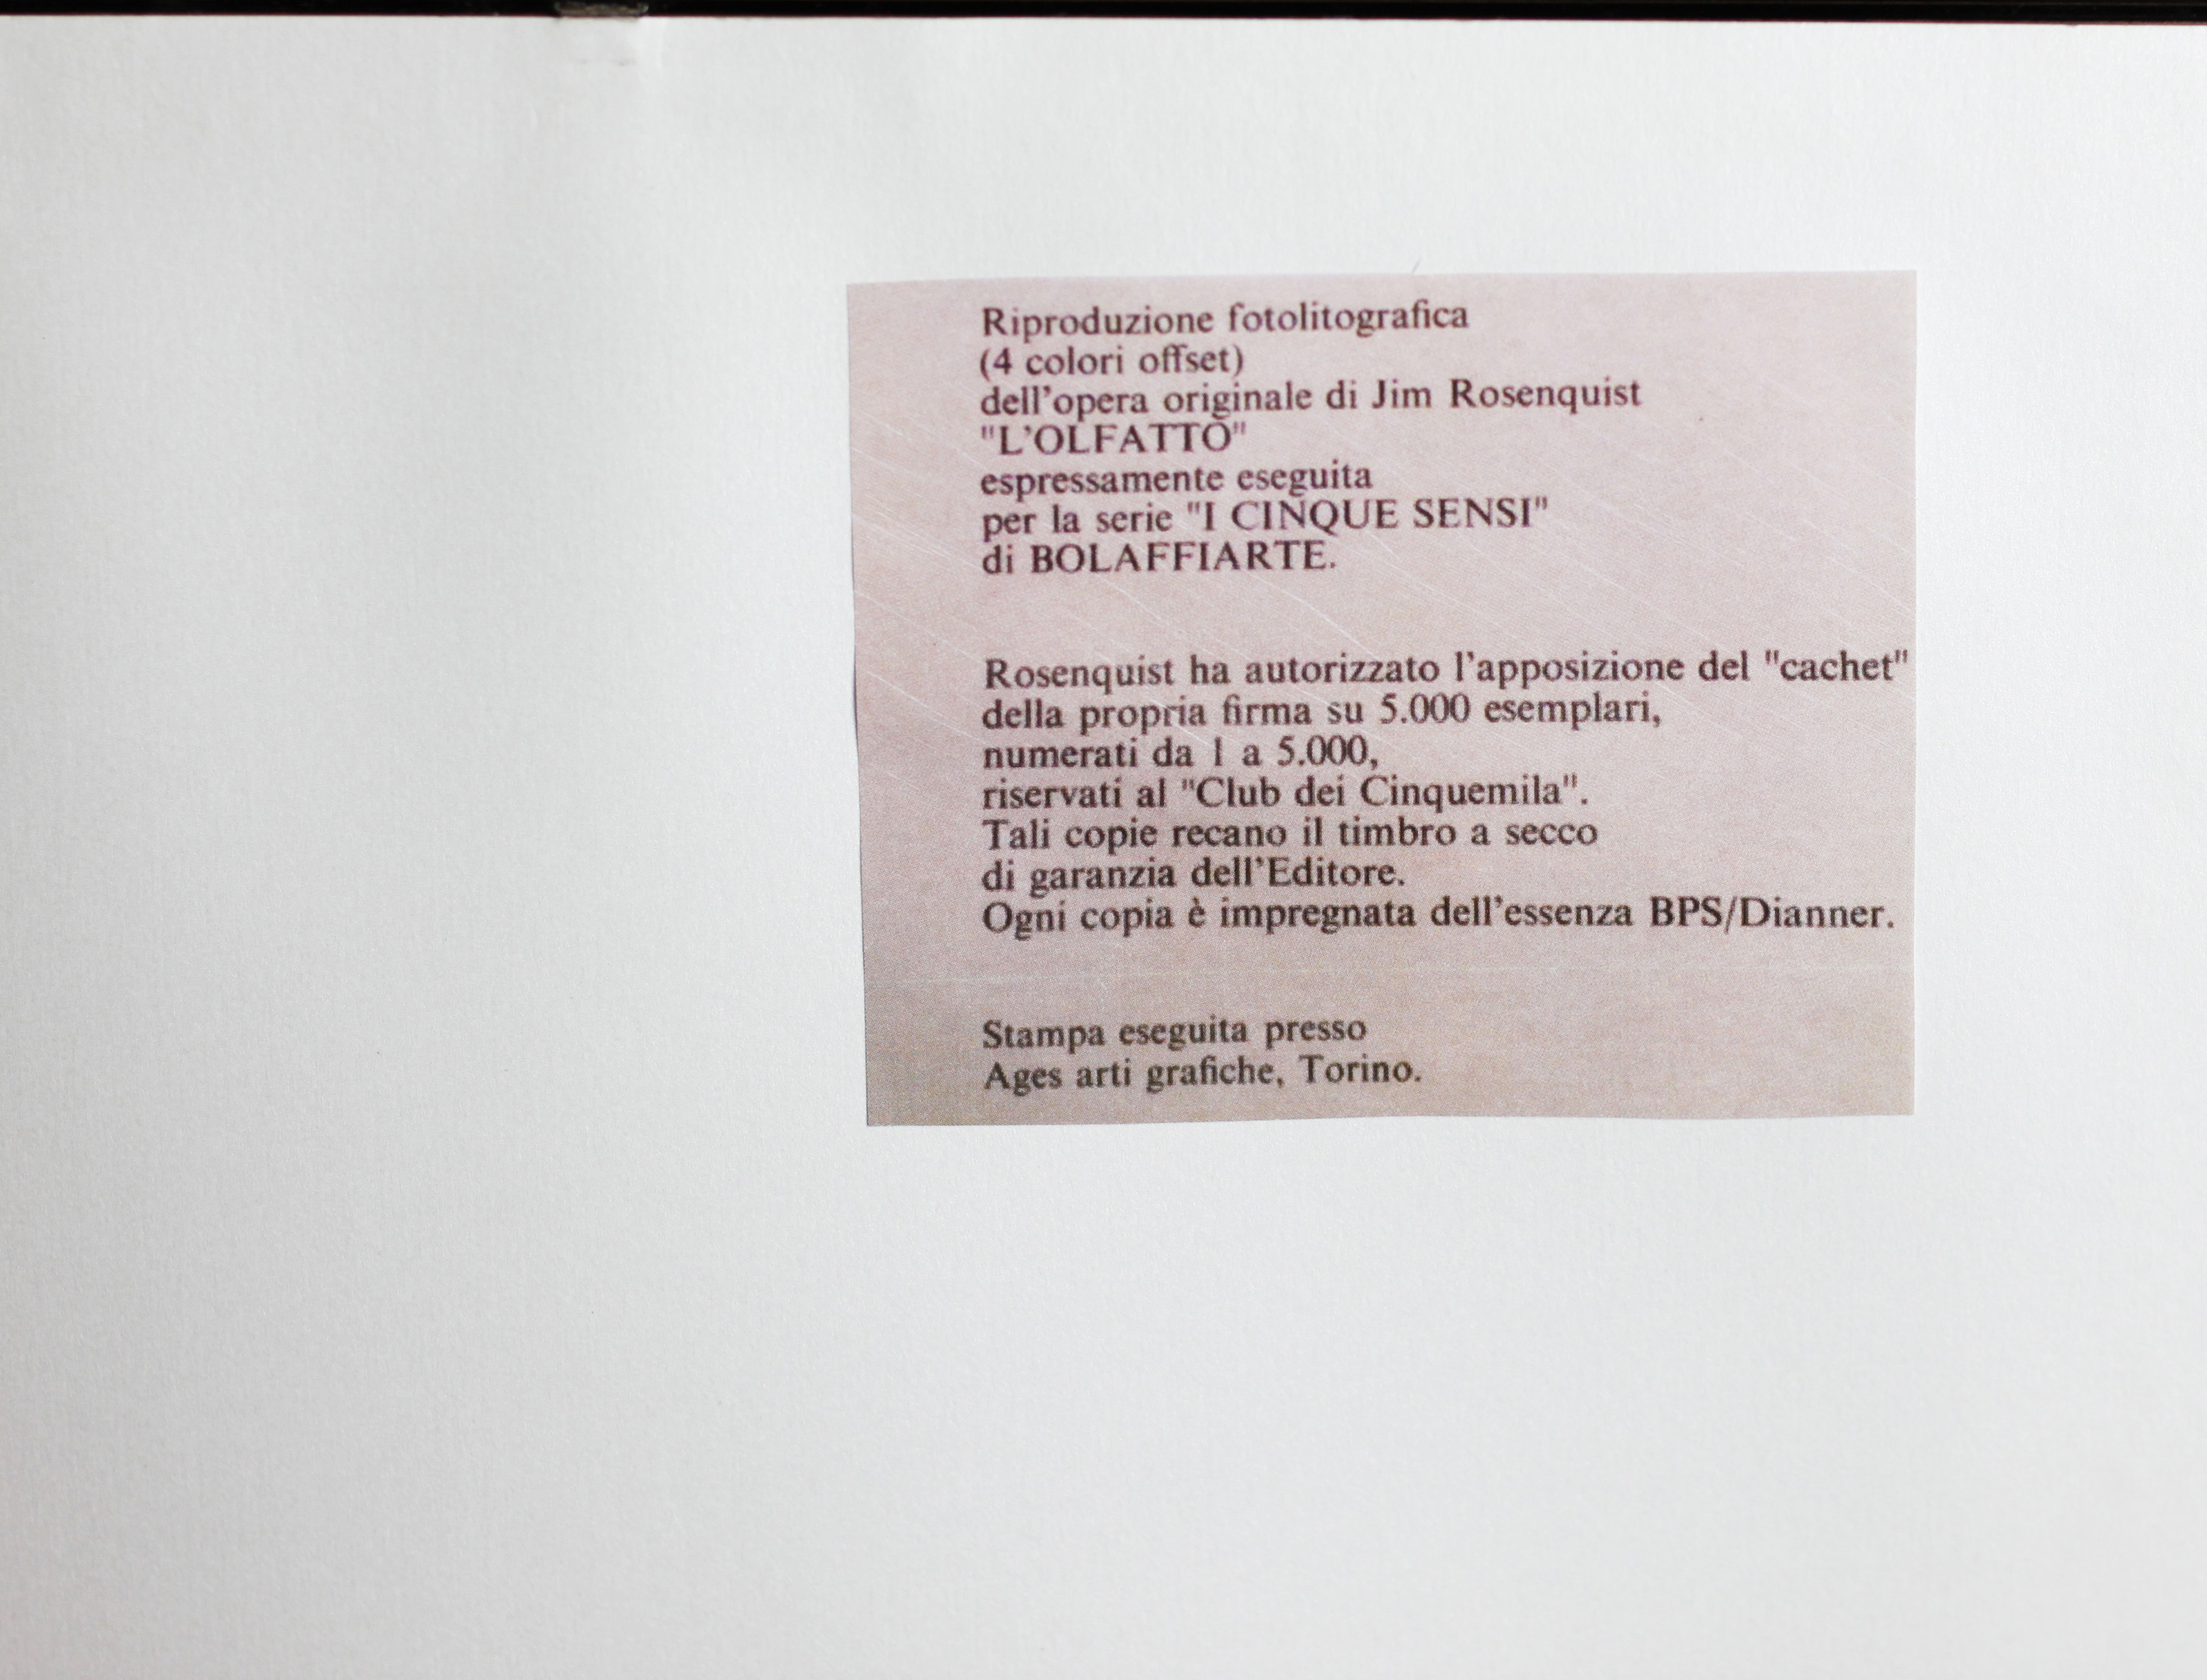 Riproduzione fotolitografica
(4 colori offset)
dell'opera originale di Jim Rosenquist
"L'OLFATTO"
espressamente eseguita
per la serie "I CINQUE SENSI"
di BOLAFFIARTE.
Rosenquist ha autorizzato l'apposizione del "cachet"
della propria firma su 5.000 esemplari,
numerati da 1 a 5.000,
riservati al "Club dei Cinquemila".
Tali copie recano il timbro a secco
di garanzia dell'Editore.
Ogni copia è impregnata dell'essenza BPS/Dianner.
Stampa eseguita presso
Ages arti grafiche, Torino.